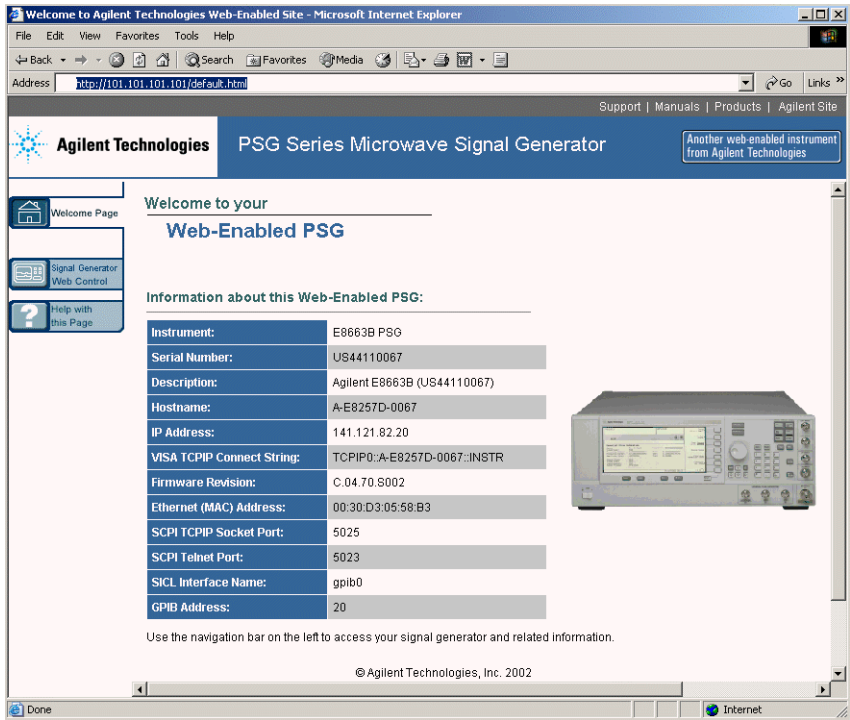 Welcome to Agilent Technologies Web-Enabled Site - Microsoft Internet Explorer
File Edit View Favorites Tools Help
Back Search Favorites Media
Address http://101.101.101.101/default.html Go Links »
Support | Manuals | Products | Agilent Site
Agilent Technologies PSG Series Microwave Signal Generator
Another web-enabled instrument
from Agilent Technologies
Welcome Page
Signal Generator
Web Control
Help with
this Page
Welcome to your
Web-Enabled PSG
Information about this Web-Enabled PSG:
Instrument: E8663B PSG
Serial Number: US44110067
Description: Agilent E8663B (US44110067)
Hostname: A-E8257D-0067
IP Address: 141.121.82.20
VISA TCPIP Connect String: TCPIP0::A-E8257D-0067::INSTR
Firmware Revision: C.04.70.S002
Ethernet (MAC) Address: 00:30:D3:05:58:B3
SCPI TCPIP Socket Port: 5025
SCPI Telnet Port: 5023
SICL Interface Name: gpib0
GPIB Address: 20
Use the navigation bar on the left to access your signal generator and related information.
© Agilent Technologies, Inc. 2002
Done Internet